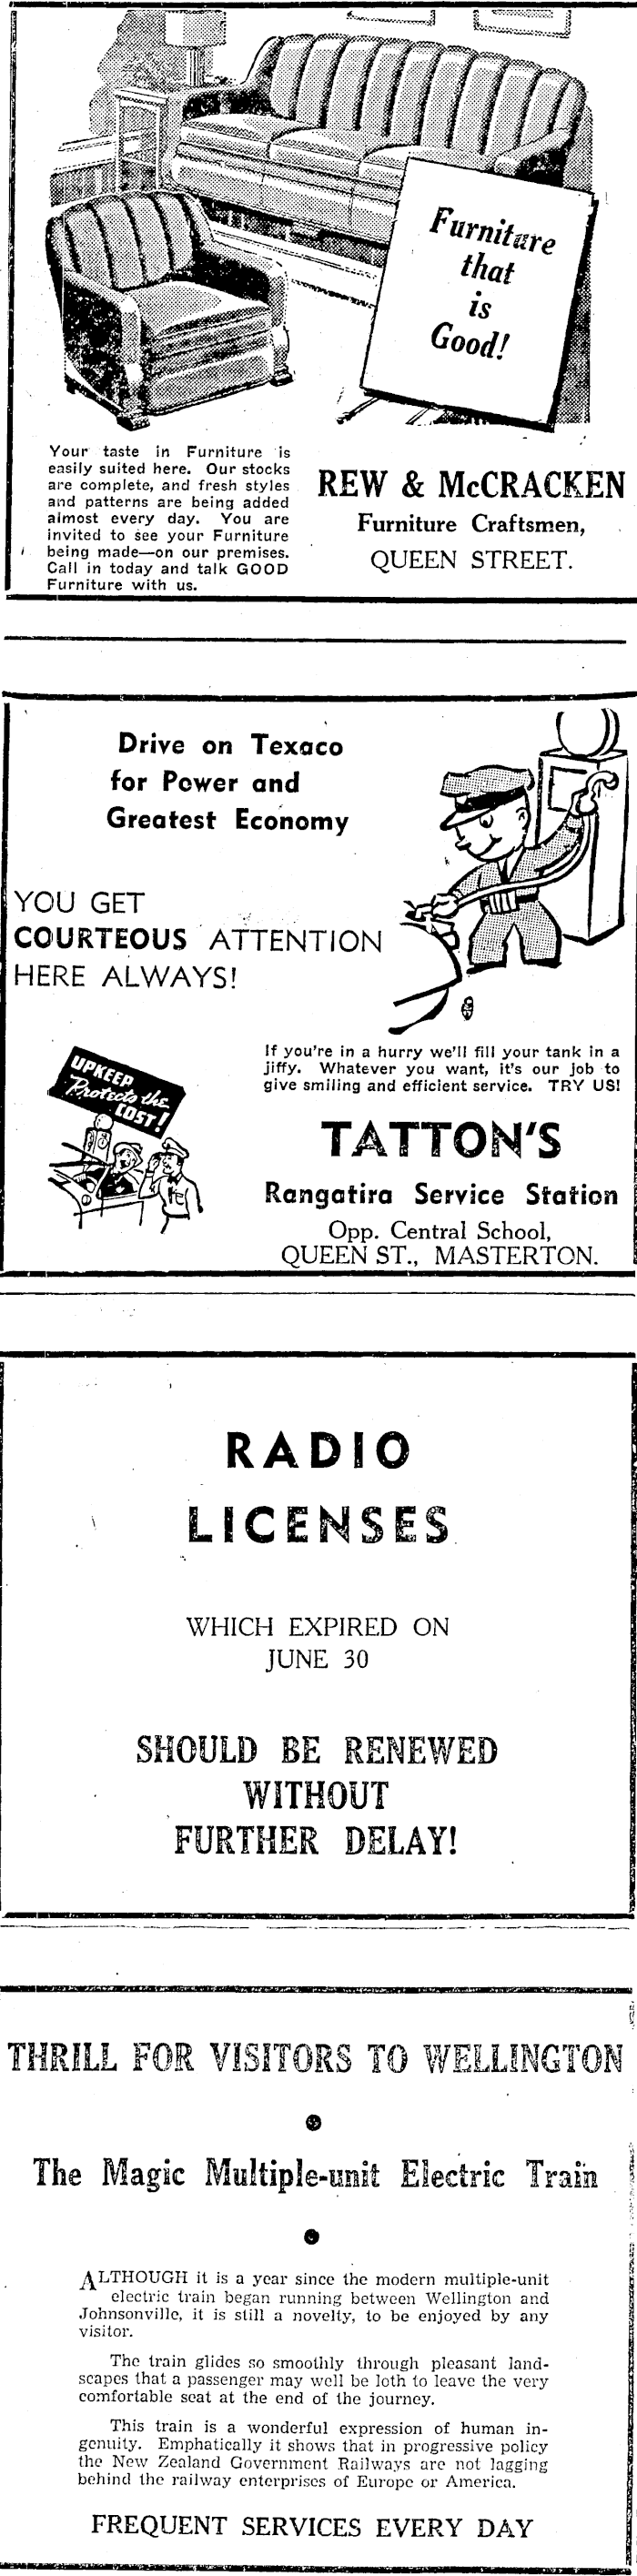 Furniture
that
is
Good!
Your taste in Furniture is
easily suited here. Our stocks
are complete, and fresh styles
and patterns are being added
almost every day. You are
invited to see your Furniture
being made—on our premises.
Call in today and talk GOOD
Furniture with us.
REW & McCRACKEN
Furniture Craftsmen,
QUEEN STREET.
Drive on Texaco
for Power and
Greatest Economy
YOU GET
COURTEOUS ATTENTION
HERE ALWAYS!
UPKEEP
Protects the
COST!
If you're in a hurry we'll fill your tank in a
jiffy. Whatever you want, it's our job to
give smiling and efficient service. TRY US!
TATTON'S
Rangatira Service Station
Opp. Central School,
QUEEN ST., MASTERTON.
RADIO
LICENSES
WHICH EXPIRED ON
JUNE 30
SHOULD BE RENEWED
WITHOUT
FURTHER DELAY!
THRILL FOR VISITORS TO WELLINGTON
The Magic Multiple-unit Electric Train
ALTHOUGH it is a year since the modern multiple-unit
electric train began running between Wellington and
Johnsonville, it is still a novelty, to be enjoyed by any
visitor.
The train glides so smoothly through pleasant land-
scapes that a passenger may well be loth to leave the very
comfortable seat at the end of the journey.
This train is a wonderful expression of human in-
genuity. Emphatically it shows that in progressive policy
the New Zealand Government Railways are not lagging
behind the railway enterprises of Europe or America.
FREQUENT SERVICES EVERY DAY